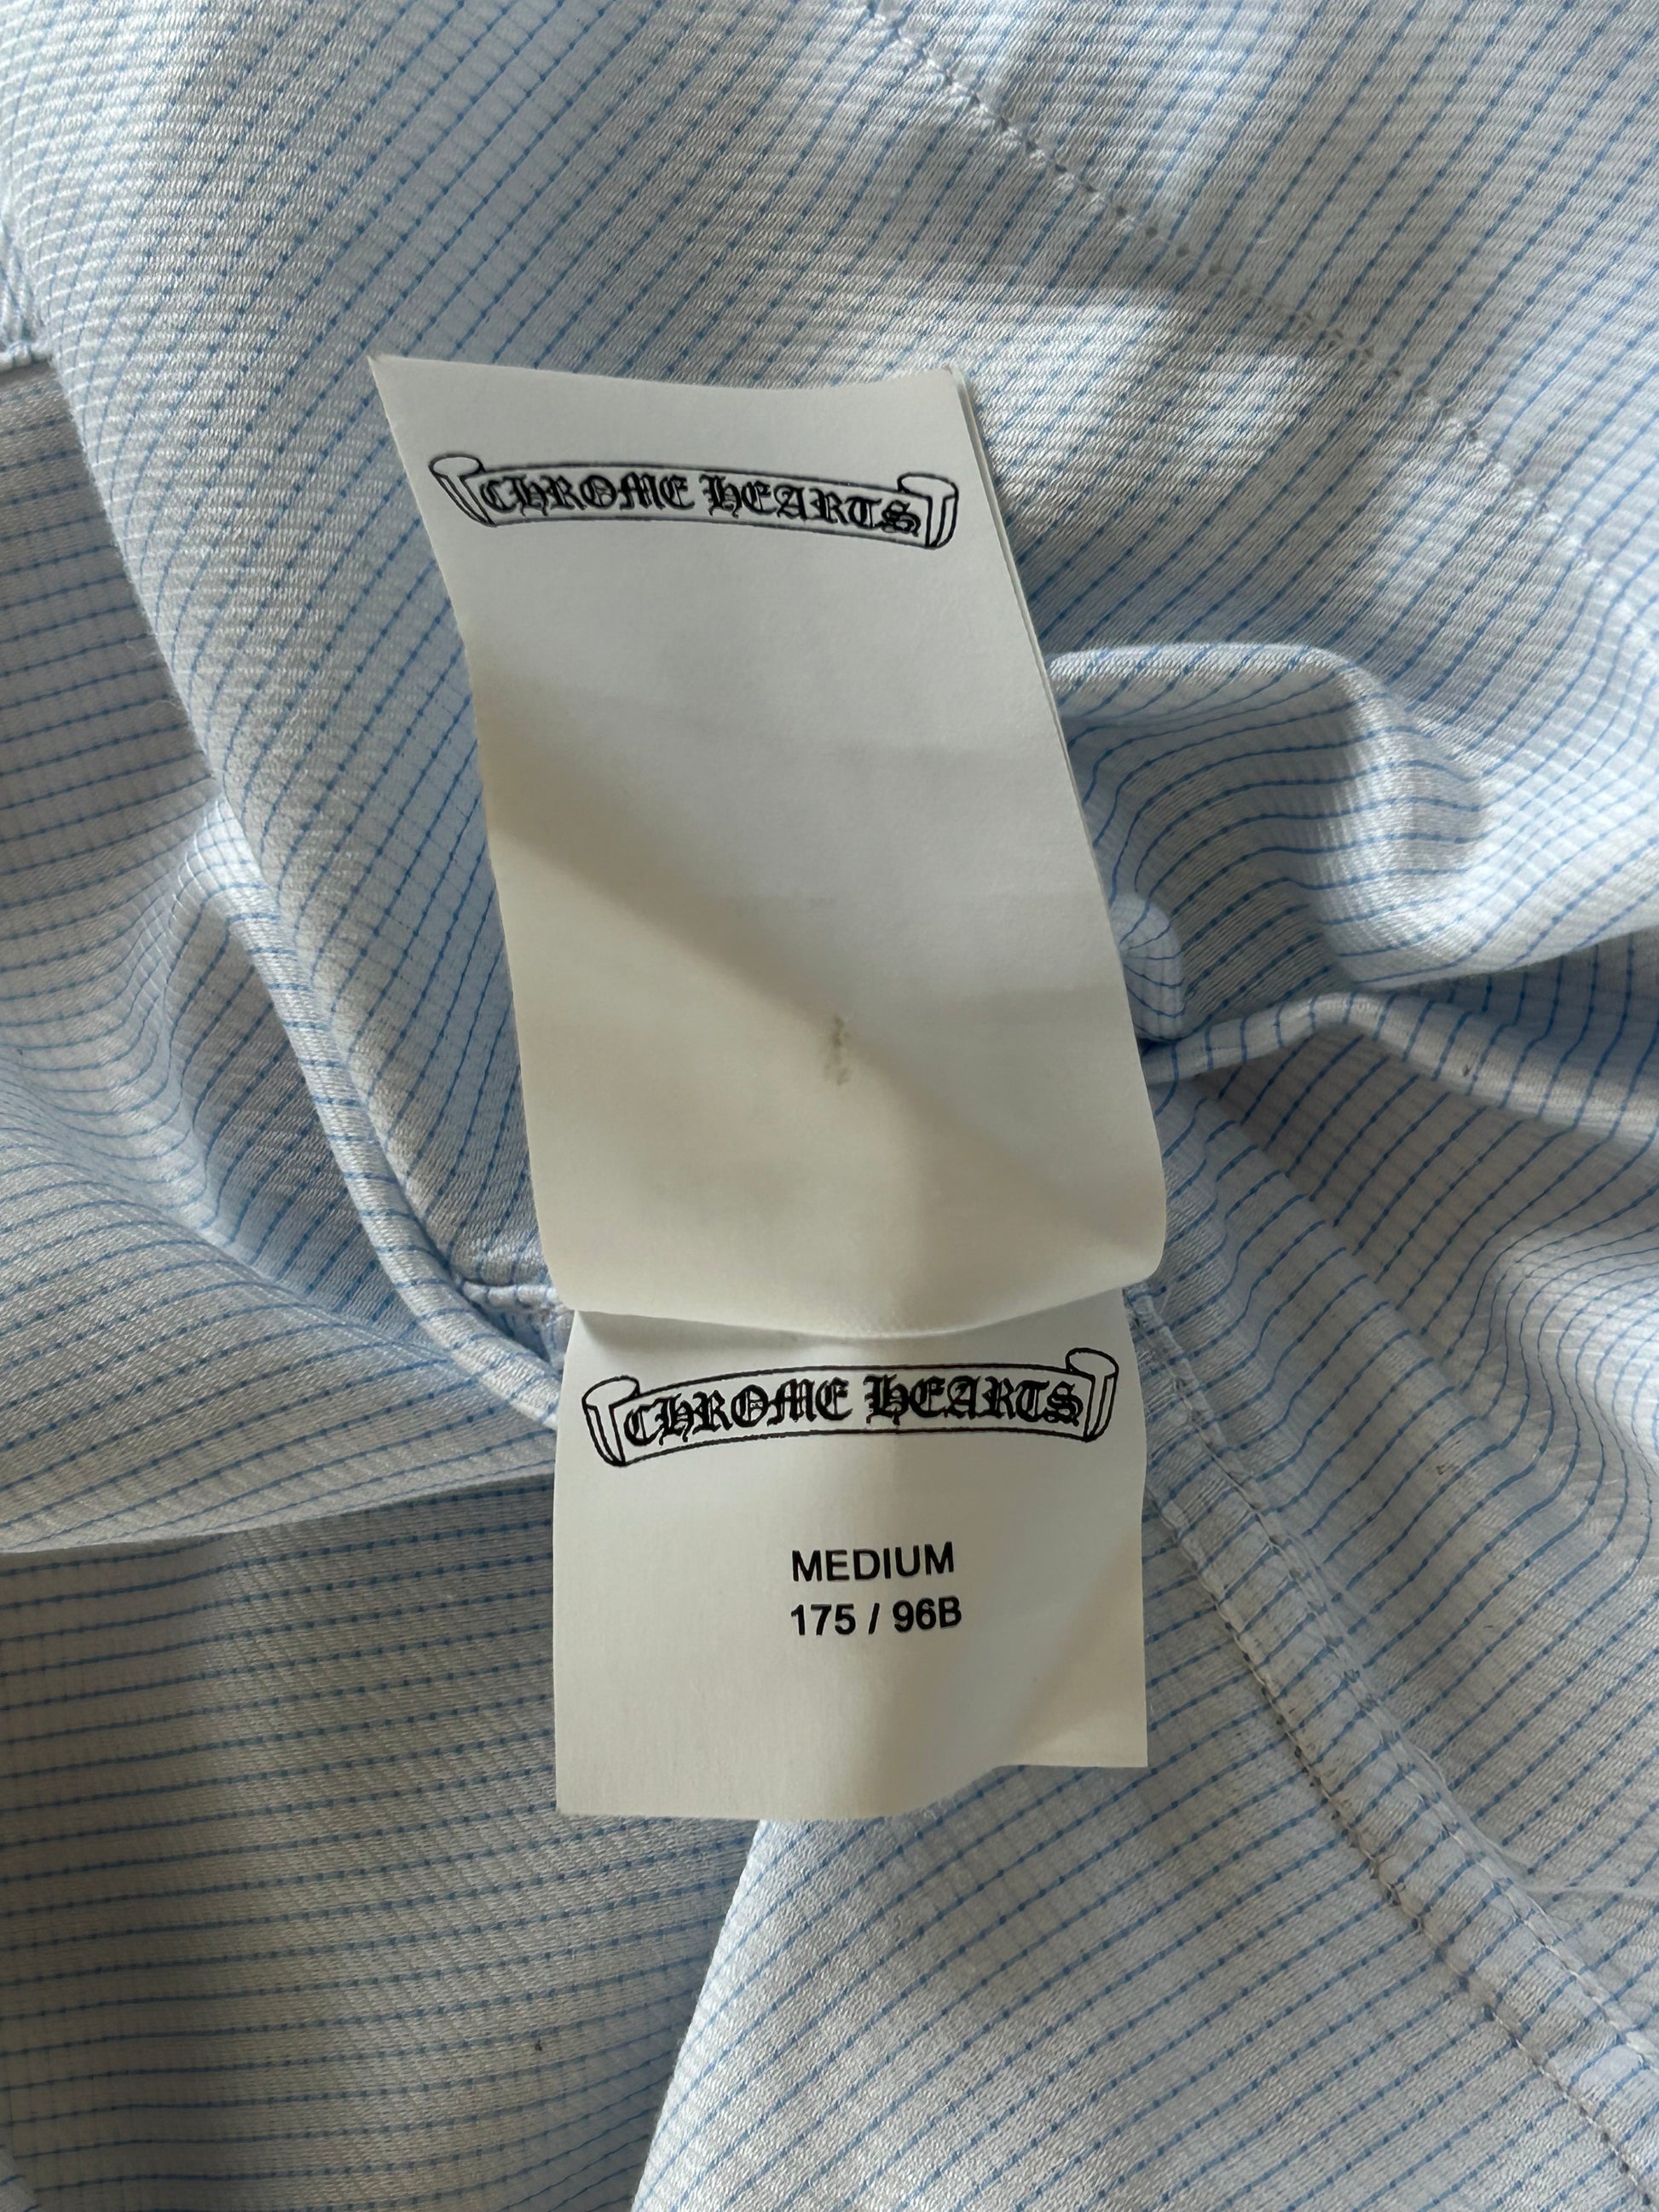 CHROME HEARTS
CHROME HEARTS
MEDIUM
175 / 96B